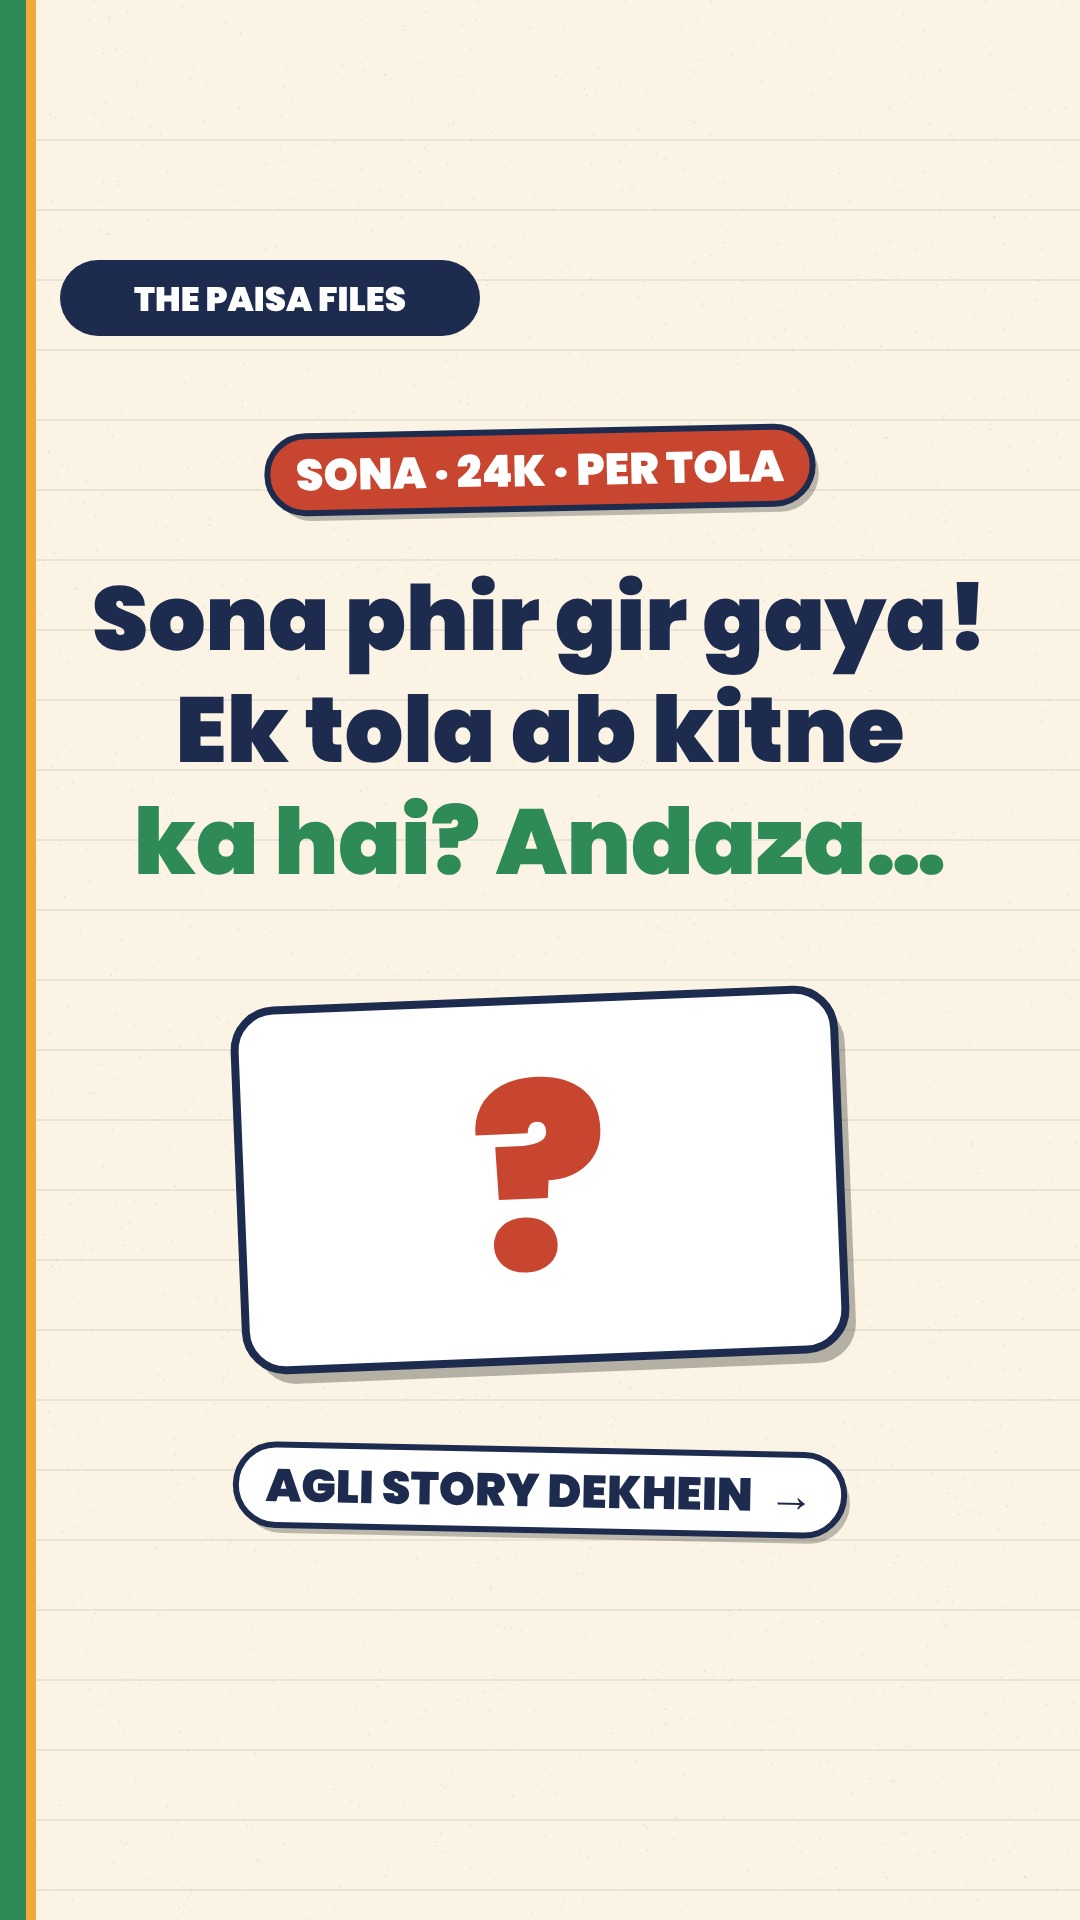 THE PAISA FILES
SONA · 24K · PER TOLA
Sona phir gir gaya!
Ek tola ab kitne
ka hai? Andaza...
?
AGLI STORY DEKHEIN →